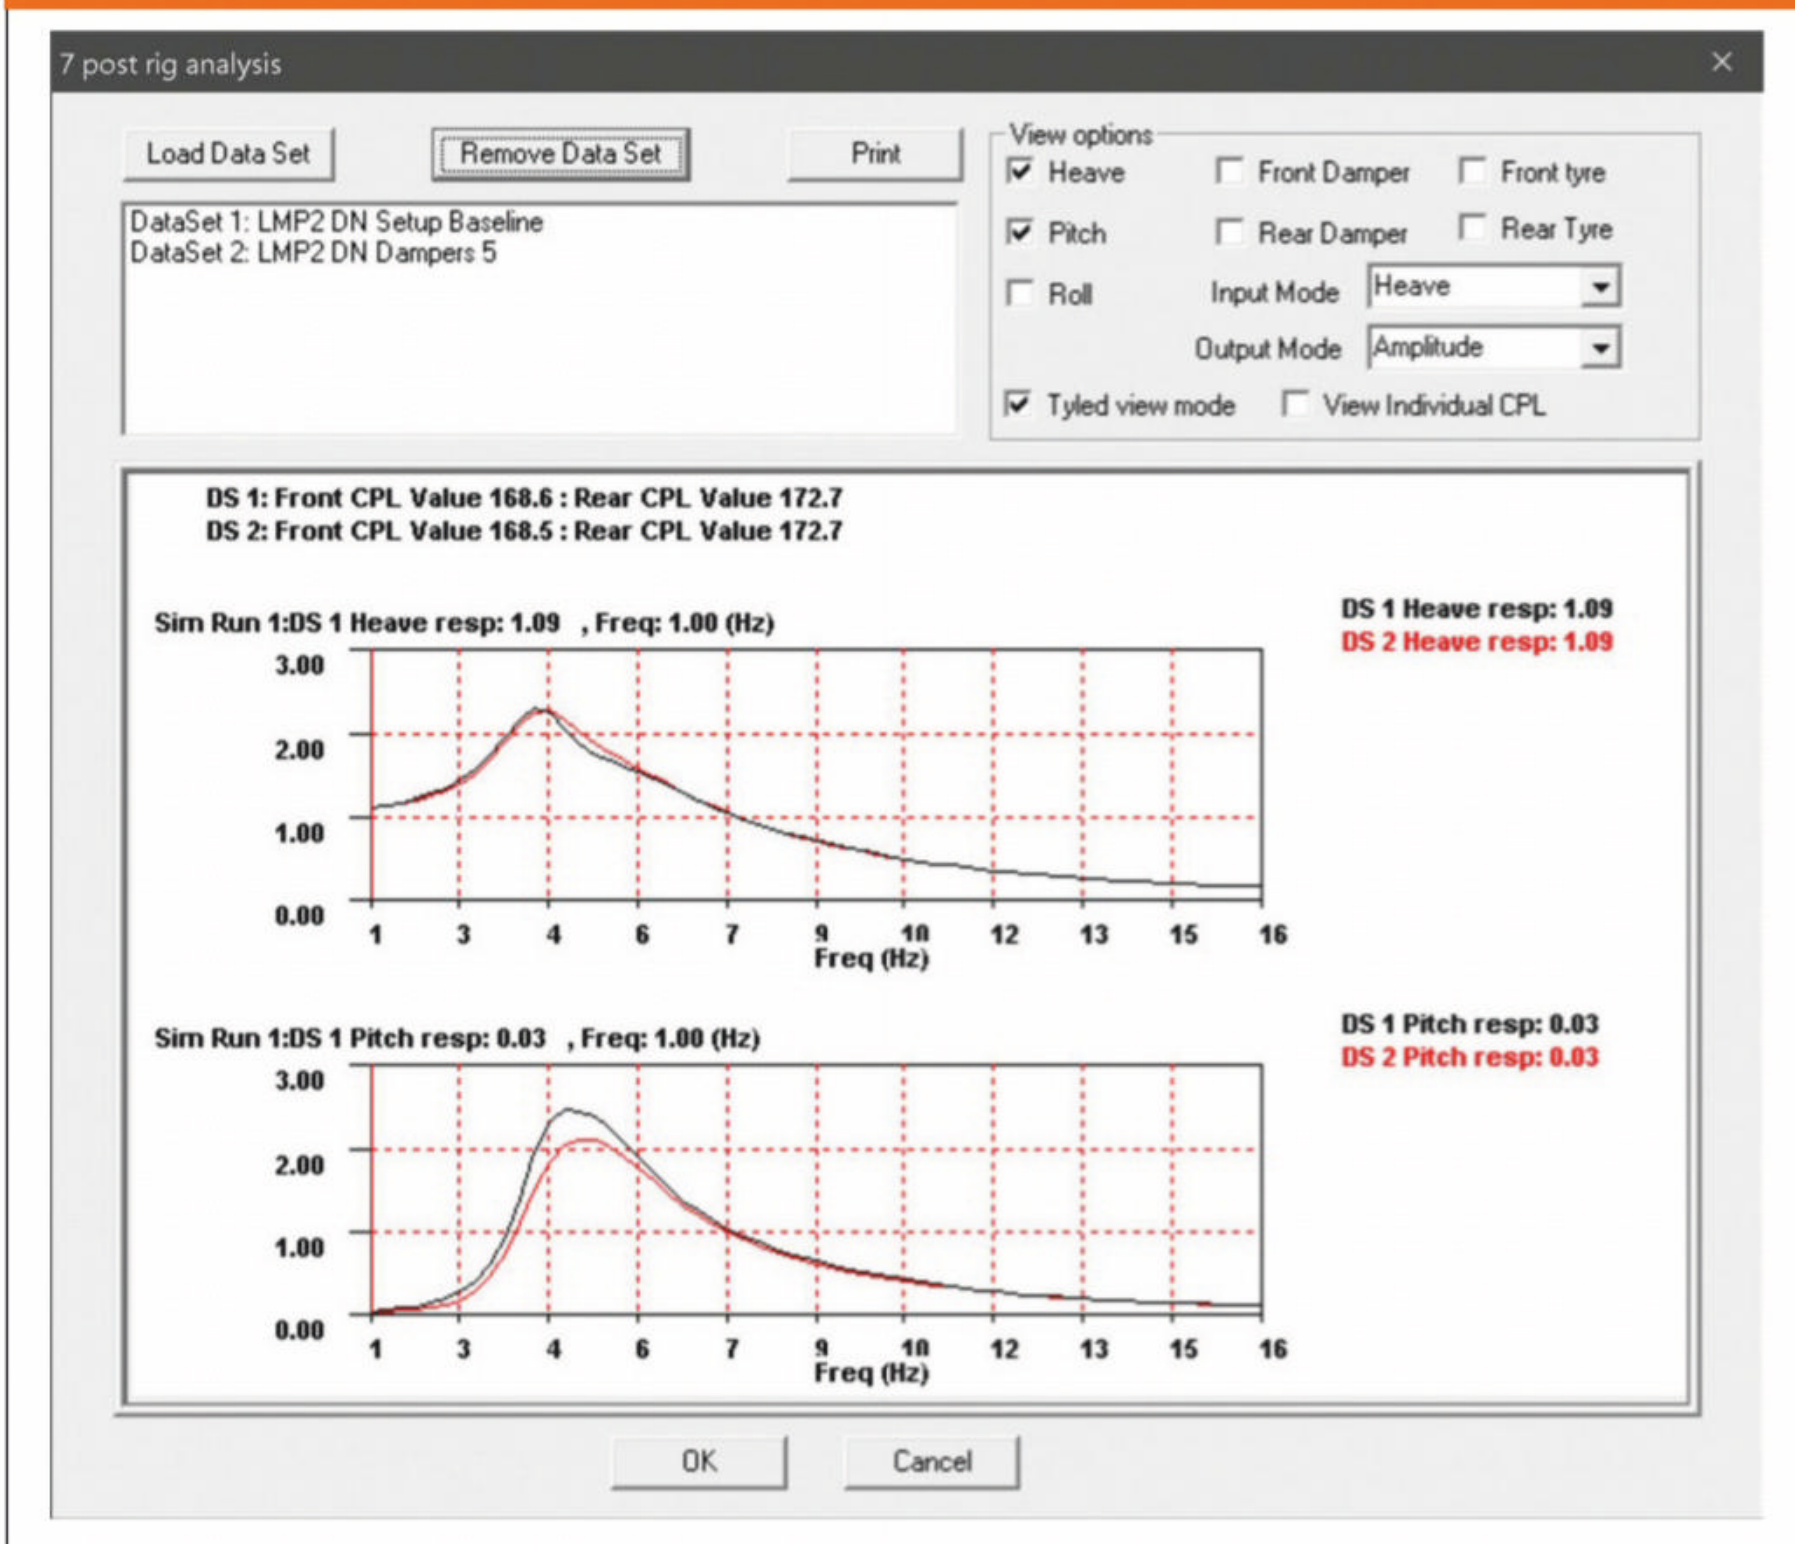 7 post rig analysis
Load Data Set
Remove Data Set
Print
DataSet 1: LMP2 DN Setup Baseline
DataSet 2: LMP2 DN Dampers 5
View options
Heave
Front Damper
Front tyre
Pitch
Rear Damper
Rear Tyre
Roll
Input Mode
Heave
Output Mode
Amplitude
Tyled view mode
View Individual CPL
DS 1: Front CPL Value 168.6 : Rear CPL Value 172.7
DS 2: Front CPL Value 168.5 : Rear CPL Value 172.7
Sim Run 1:DS 1 Heave resp: 1.09 , Freq: 1.00 (Hz)
DS 1 Heave resp: 1.09
DS 2 Heave resp: 1.09
3.00
2.00
1.00
0.00
1 3 4 6 7 9 10 12 13 15 16
Freq (Hz)
Sim Run 1:DS 1 Pitch resp: 0.03 , Freq: 1.00 (Hz)
DS 1 Pitch resp: 0.03
DS 2 Pitch resp: 0.03
3.00
2.00
1.00
0.00
1 3 4 6 7 9 10 12 13 15 16
Freq (Hz)
OK
Cancel